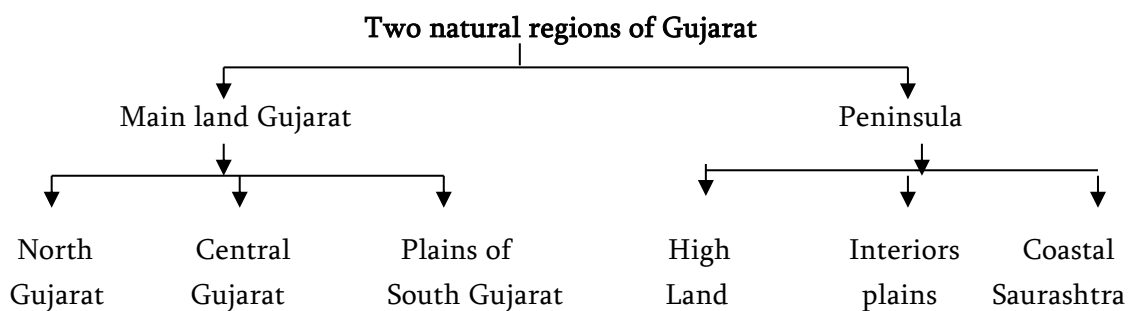 Two natural regions of Gujarat
Main land Gujarat
Peninsula
North
Gujarat
Central
Gujarat
Plains of
South Gujarat
High
Land
Interiors
plains
Coastal
Saurashtra